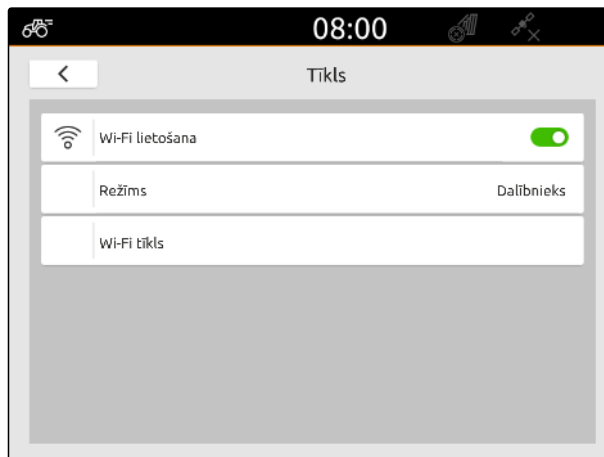 08:00
Tīkls
Wi-Fi lietošana
Režīms Dalībnieks
Wi-Fi tīkls